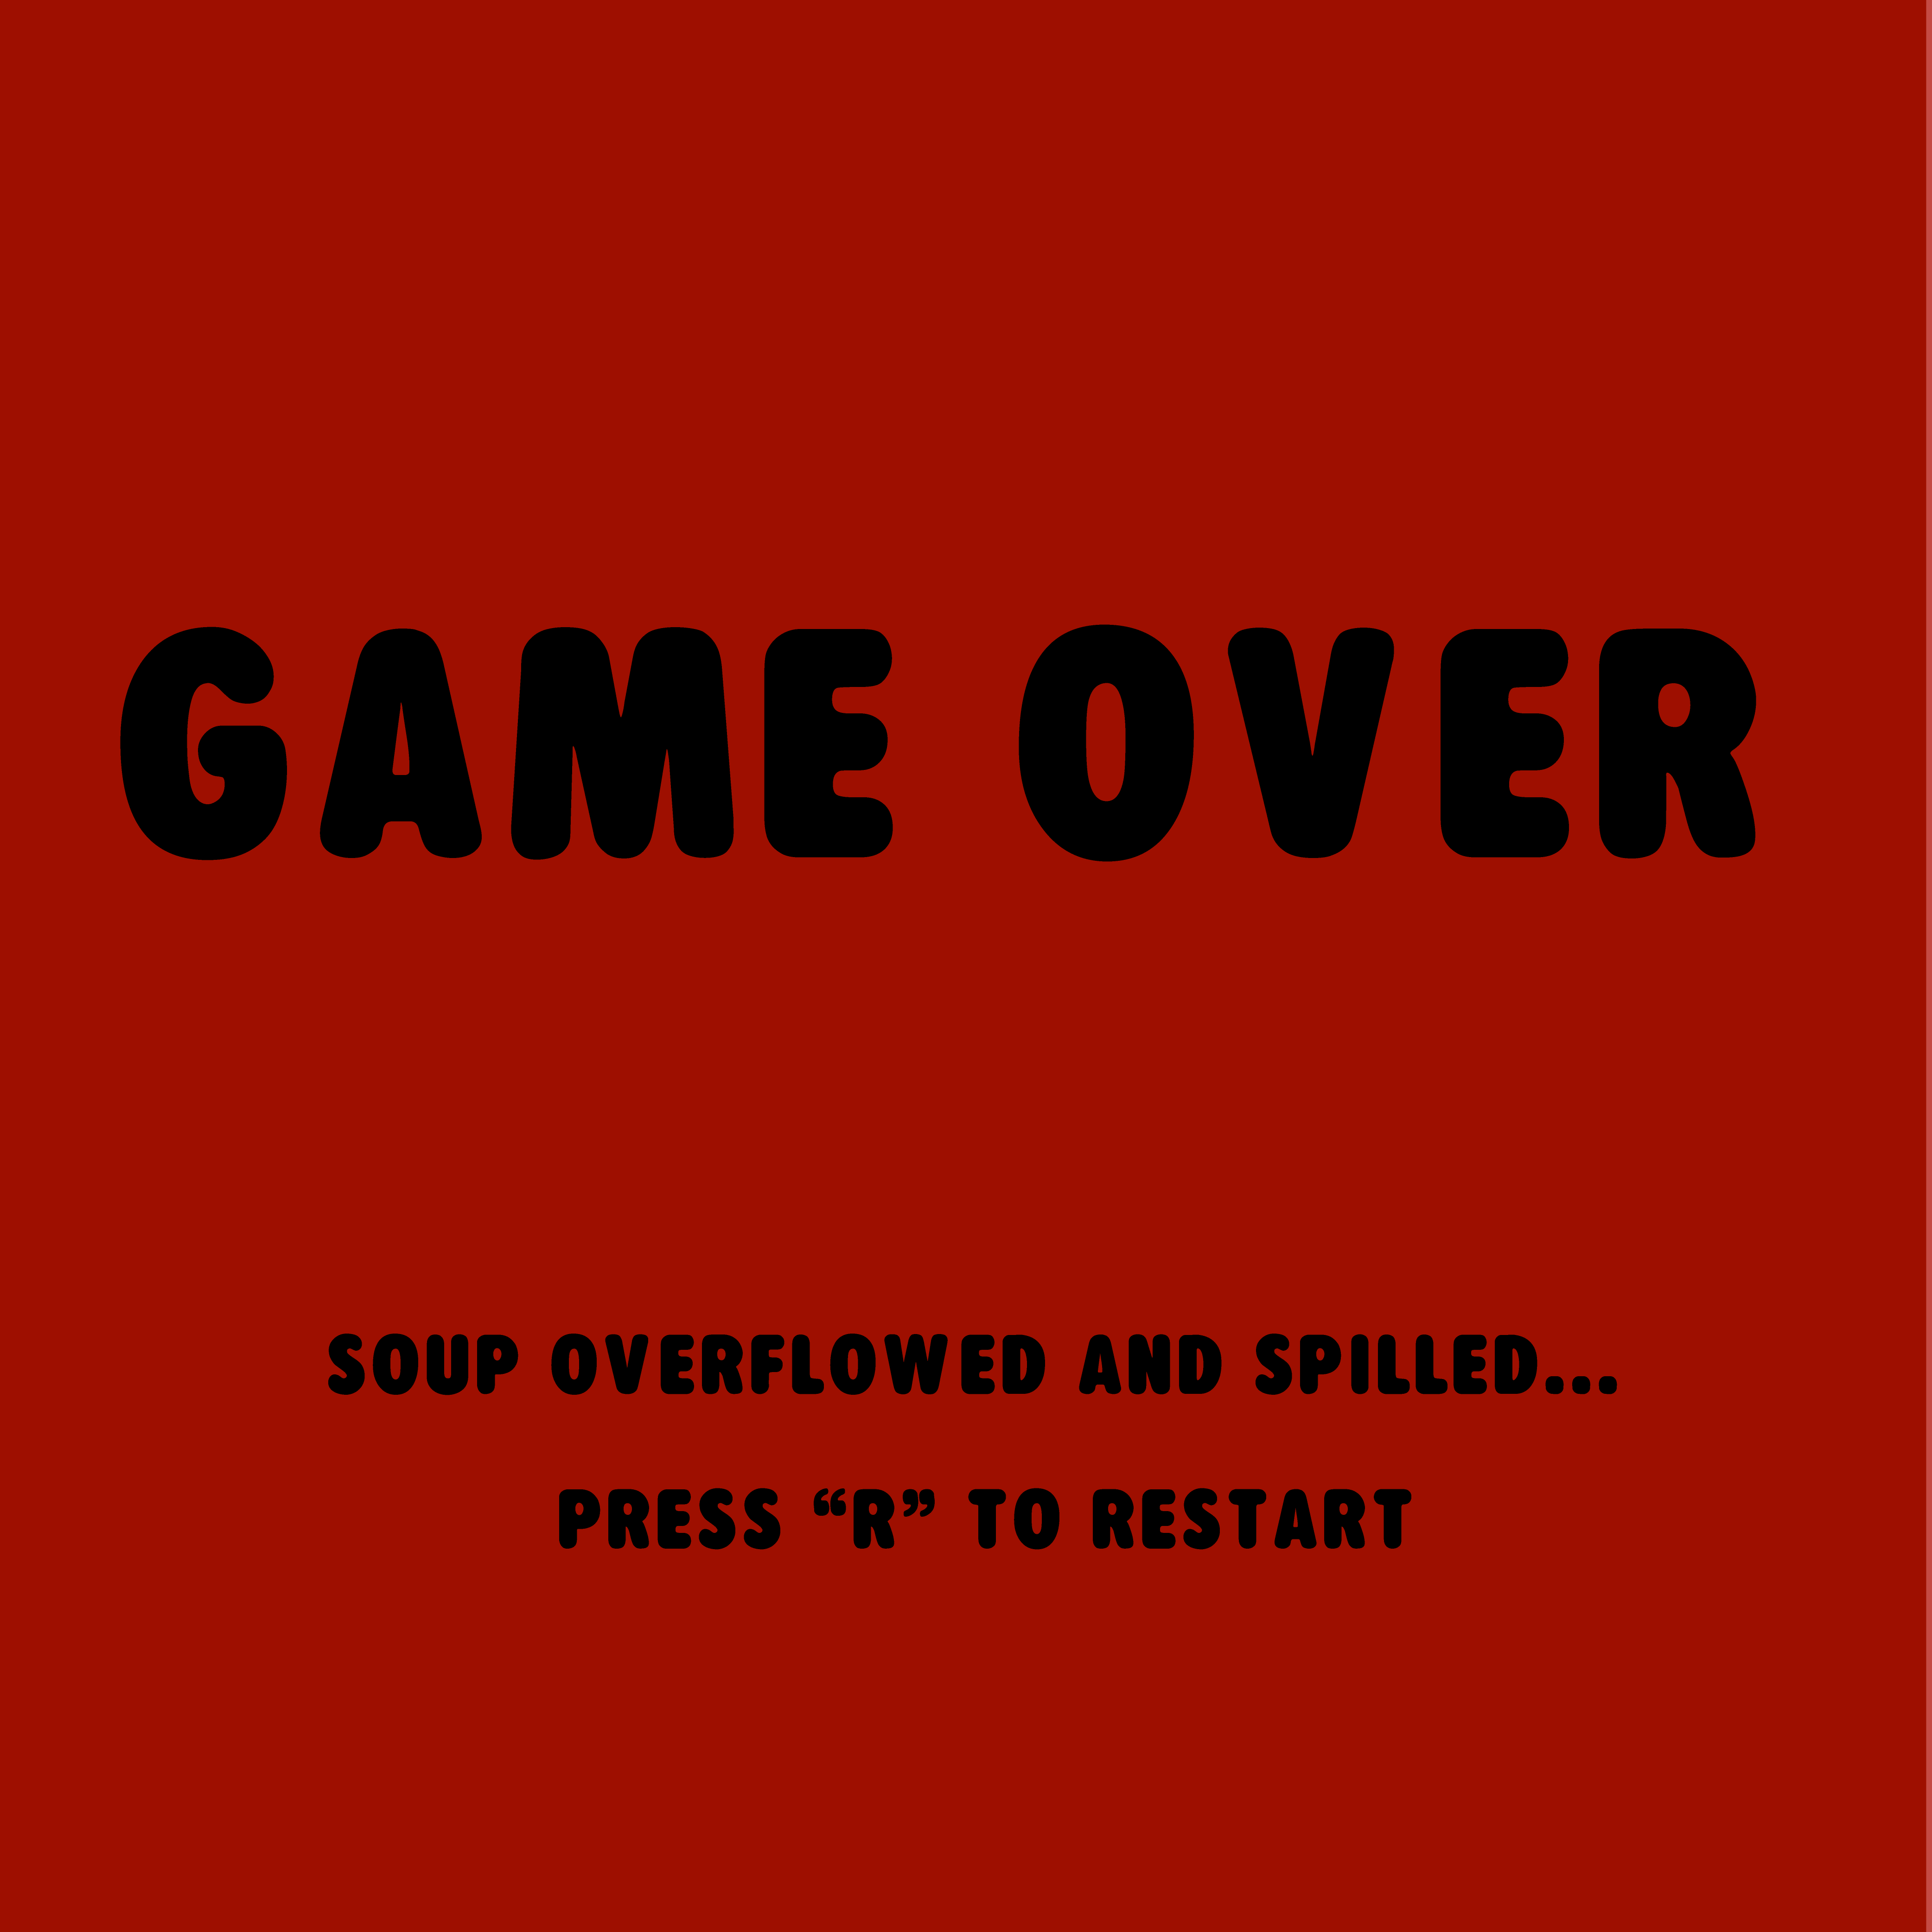 GAME OVER
SOUP OVERFLOWED AND SPILLED...
PRESS “R” TO RESTART